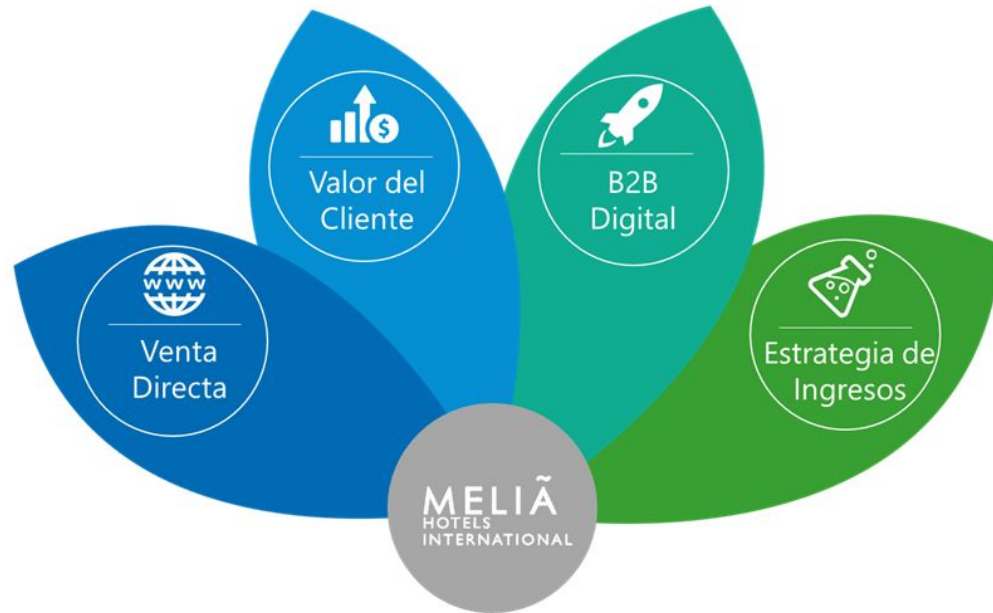 Valor del
Cliente
B2B
Digital
www
Venta
Directa
$
Estrategia de
Ingresos
MELIÃ
HOTELS
INTERNATIONAL